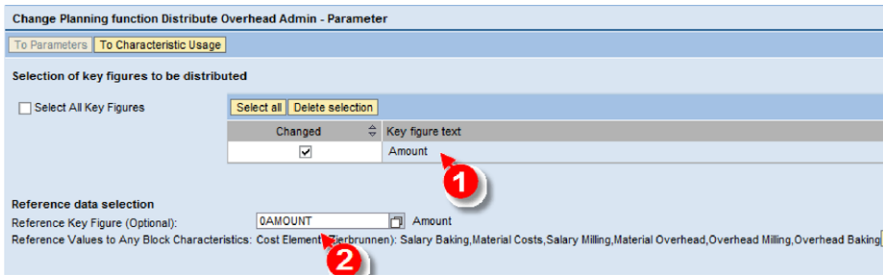 Change Planning function Distribute Overhead Admin - Parameter
To Parameters To Characteristic Usage
Selection of key figures to be distributed
Select All Key Figures Select all Delete selection
Changed Key figure text
Amount
1
Reference data selection
Reference Key Figure (Optional): 0AMOUNT Amount
Reference Values to Any Block Characteristics: Cost Element): Salary Baking,Material Costs,Salary Milling,Material Overhead,Overhead Milling,Overhead Baking
2